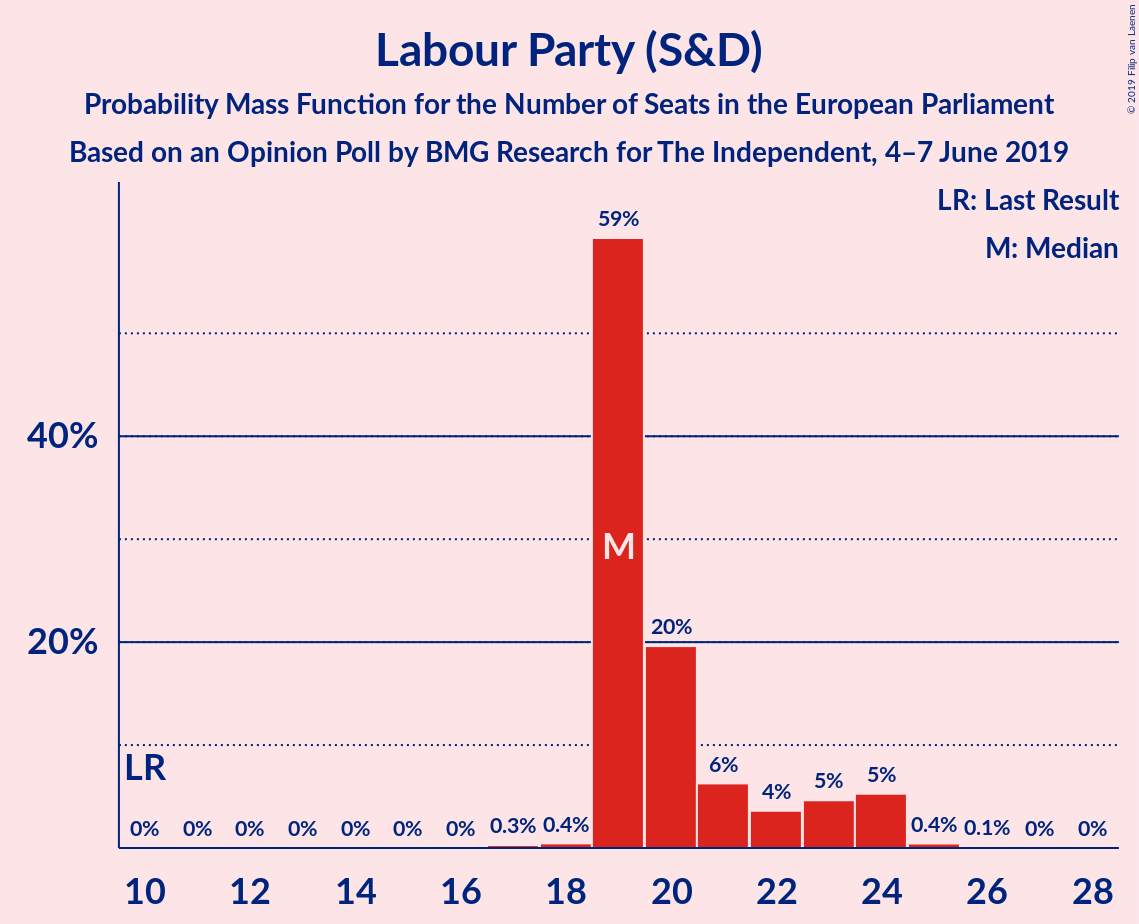 Labour Party (S&D)
Probability Mass Function for the Number of Seats in the European Parliament
Based on an Opinion Poll by BMG Research for The Independent, 4–7 June 2019
© 2019 Filip van Laenen
LR: Last Result
M: Median
59%
40%
M
20%
20%
LR
6%
4%
5%
5%
0% 0% 0% 0% 0% 0% 0% 0.3% 0.4% 0.4% 0.1% 0% 0%
10 12 14 16 18 20 22 24 26 28